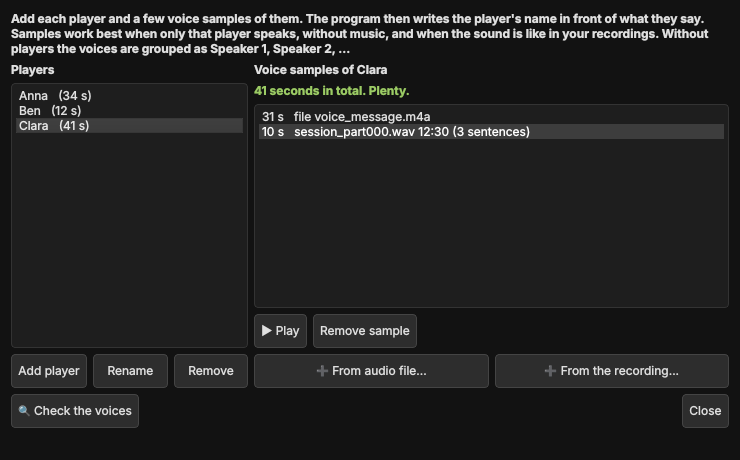 Add each player and a few voice samples of them. The program then writes the player's name in front of what they say.
Samples work best when only that player speaks, without music, and when the sound is like in your recordings. Without
players the voices are grouped as Speaker 1, Speaker 2, ...
Players
Anna (34 s)
Ben (12 s)
Clara (41 s)
Voice samples of Clara
41 seconds in total. Plenty.
31 s file voice_message.m4a
10 s session_part000.wav 12:30 (3 sentences)
▶ Play
Remove sample
Add player
Rename
Remove
➕ From audio file...
➕ From the recording...
🔍 Check the voices
Close